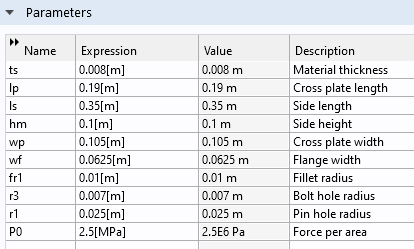 Parameters
Name Expression Value Description
ts 0.008[m] 0.008 m Material thickness
lp 0.19[m] 0.19 m Cross plate length
ls 0.35[m] 0.35 m Side length
hm 0.1[m] 0.1 m Side height
wp 0.105[m] 0.105 m Cross plate width
wf 0.0625[m] 0.0625 m Flange width
fr1 0.01[m] 0.01 m Fillet radius
r3 0.007[m] 0.007 m Bolt hole radius
r1 0.025[m] 0.025 m Pin hole radius
P0 2.5[MPa] 2.5E6 Pa Force per area